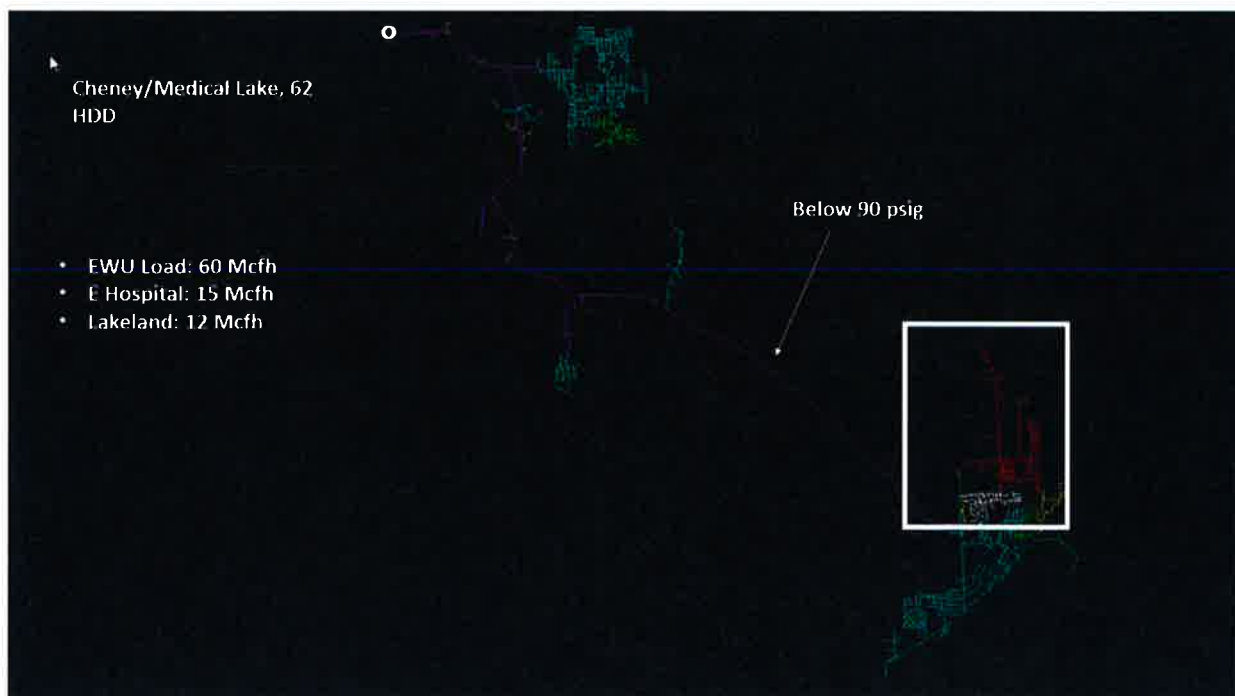 Cheney/Medical Lake, 62
HDD
Below 90 psig
• EWU Load: 60 Mcfh
• E Hospital: 15 Mcfh
• Lakeland: 12 Mcfh